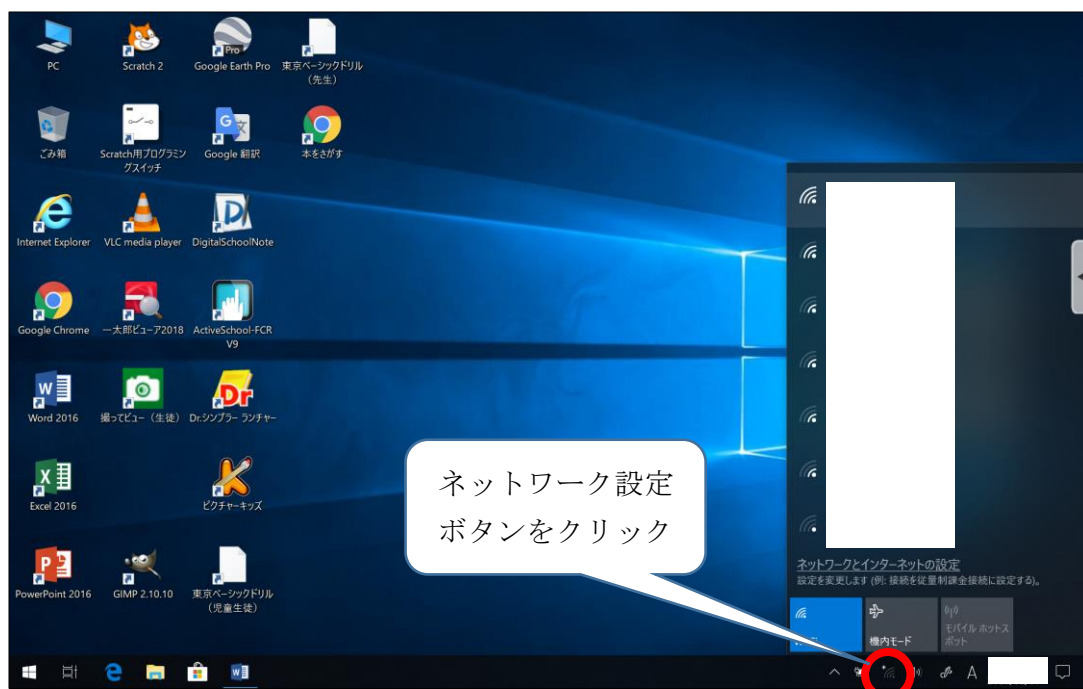 PC
Scratch 2
Pro
Google Earth Pro
東京ベーシックドリル
(先生)
ごみ箱
Scratch用プログラミン
グスイッチ
Google 翻訳
本をさがす
Internet Explorer
VLC media player
DigitalSchoolNote
Google Chrome
一太郎ビューア2018
ActiveSchool-FCR
V9
Word 2016
撮ってビュー（生徒）
Dr
Dr.シンプラー ランチャー
Excel 2016
ピクチャーキッズ
PowerPoint 2016
GIMP 2.10.10
東京ベーシックドリル
(児童生徒)
ネットワーク設定
ボタンをクリック
ネットワークとインターネットの設定
設定を変更します (例: 接続を従量制課金接続に設定する)。
機内モード
モバイル ホットス
ポット
A